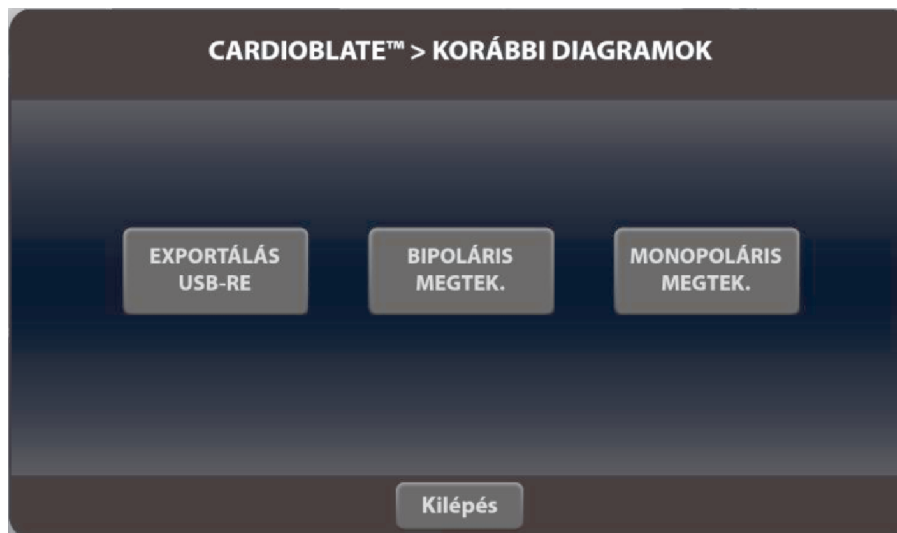 CARDIOBLATE™ > KORÁBBI DIAGRAMOK
EXPORTÁLÁS
USB-RE
BIPOLÁRIS
MEGTEK.
MONOPOLÁRIS
MEGTEK.
Kilépés